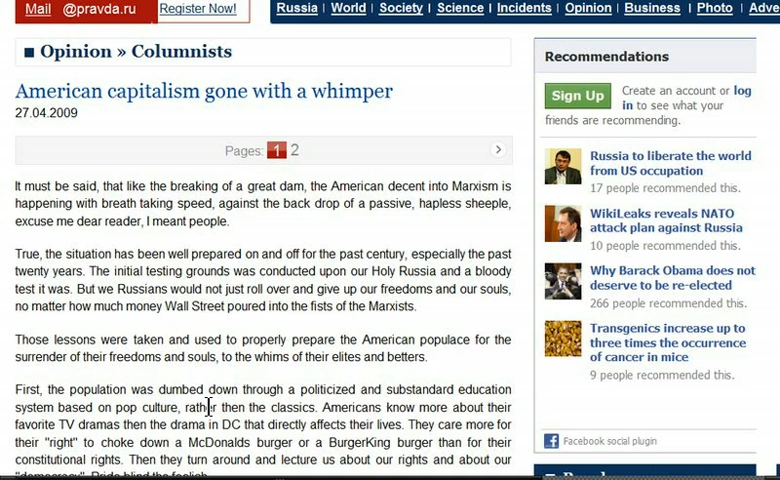 Mail @pravda.ru Register Now!
Russia | World | Society | Science | Incidents | Opinion | Business | Photo | Adve
■ Opinion » Columnists
American capitalism gone with a whimper
27.04.2009
Pages: 1 2
It must be said, that like the breaking of a great dam, the American decent into Marxism is
happening with breath taking speed, against the back drop of a passive, hapless sheeple,
excuse me dear reader, I meant people.
True, the situation has been well prepared on and off for the past century, especially the past
twenty years. The initial testing grounds was conducted upon our Holy Russia and a bloody
test it was. But we Russians would not just roll over and give up our freedoms and our souls,
no matter how much money Wall Street poured into the fists of the Marxists.
Those lessons were taken and used to properly prepare the American populace for the
surrender of their freedoms and souls, to the whims of their elites and betters.
First, the population was dumbed down through a politicized and substandard education
system based on pop culture, rather then the classics. Americans know more about their
favorite TV dramas then the drama in DC that directly affects their lives. They care more for
their "right" to choke down a McDonalds burger or a BurgerKing burger than for their
constitutional rights. Then they turn around and lecture us about our rights and about our
"democracy". Pride blind the foolish.
Recommendations
Sign Up
Create an account or log
in to see what your
friends are recommending.
Russia to liberate the world
from US occupation
17 people recommended this.
WikiLeaks reveals NATO
attack plan against Russia
10 people recommended this.
Why Barack Obama does not
deserve to be re-elected
266 people recommended this.
Transgenics increase up to
three times the occurrence
of cancer in mice
9 people recommended this.
Facebook social plugin